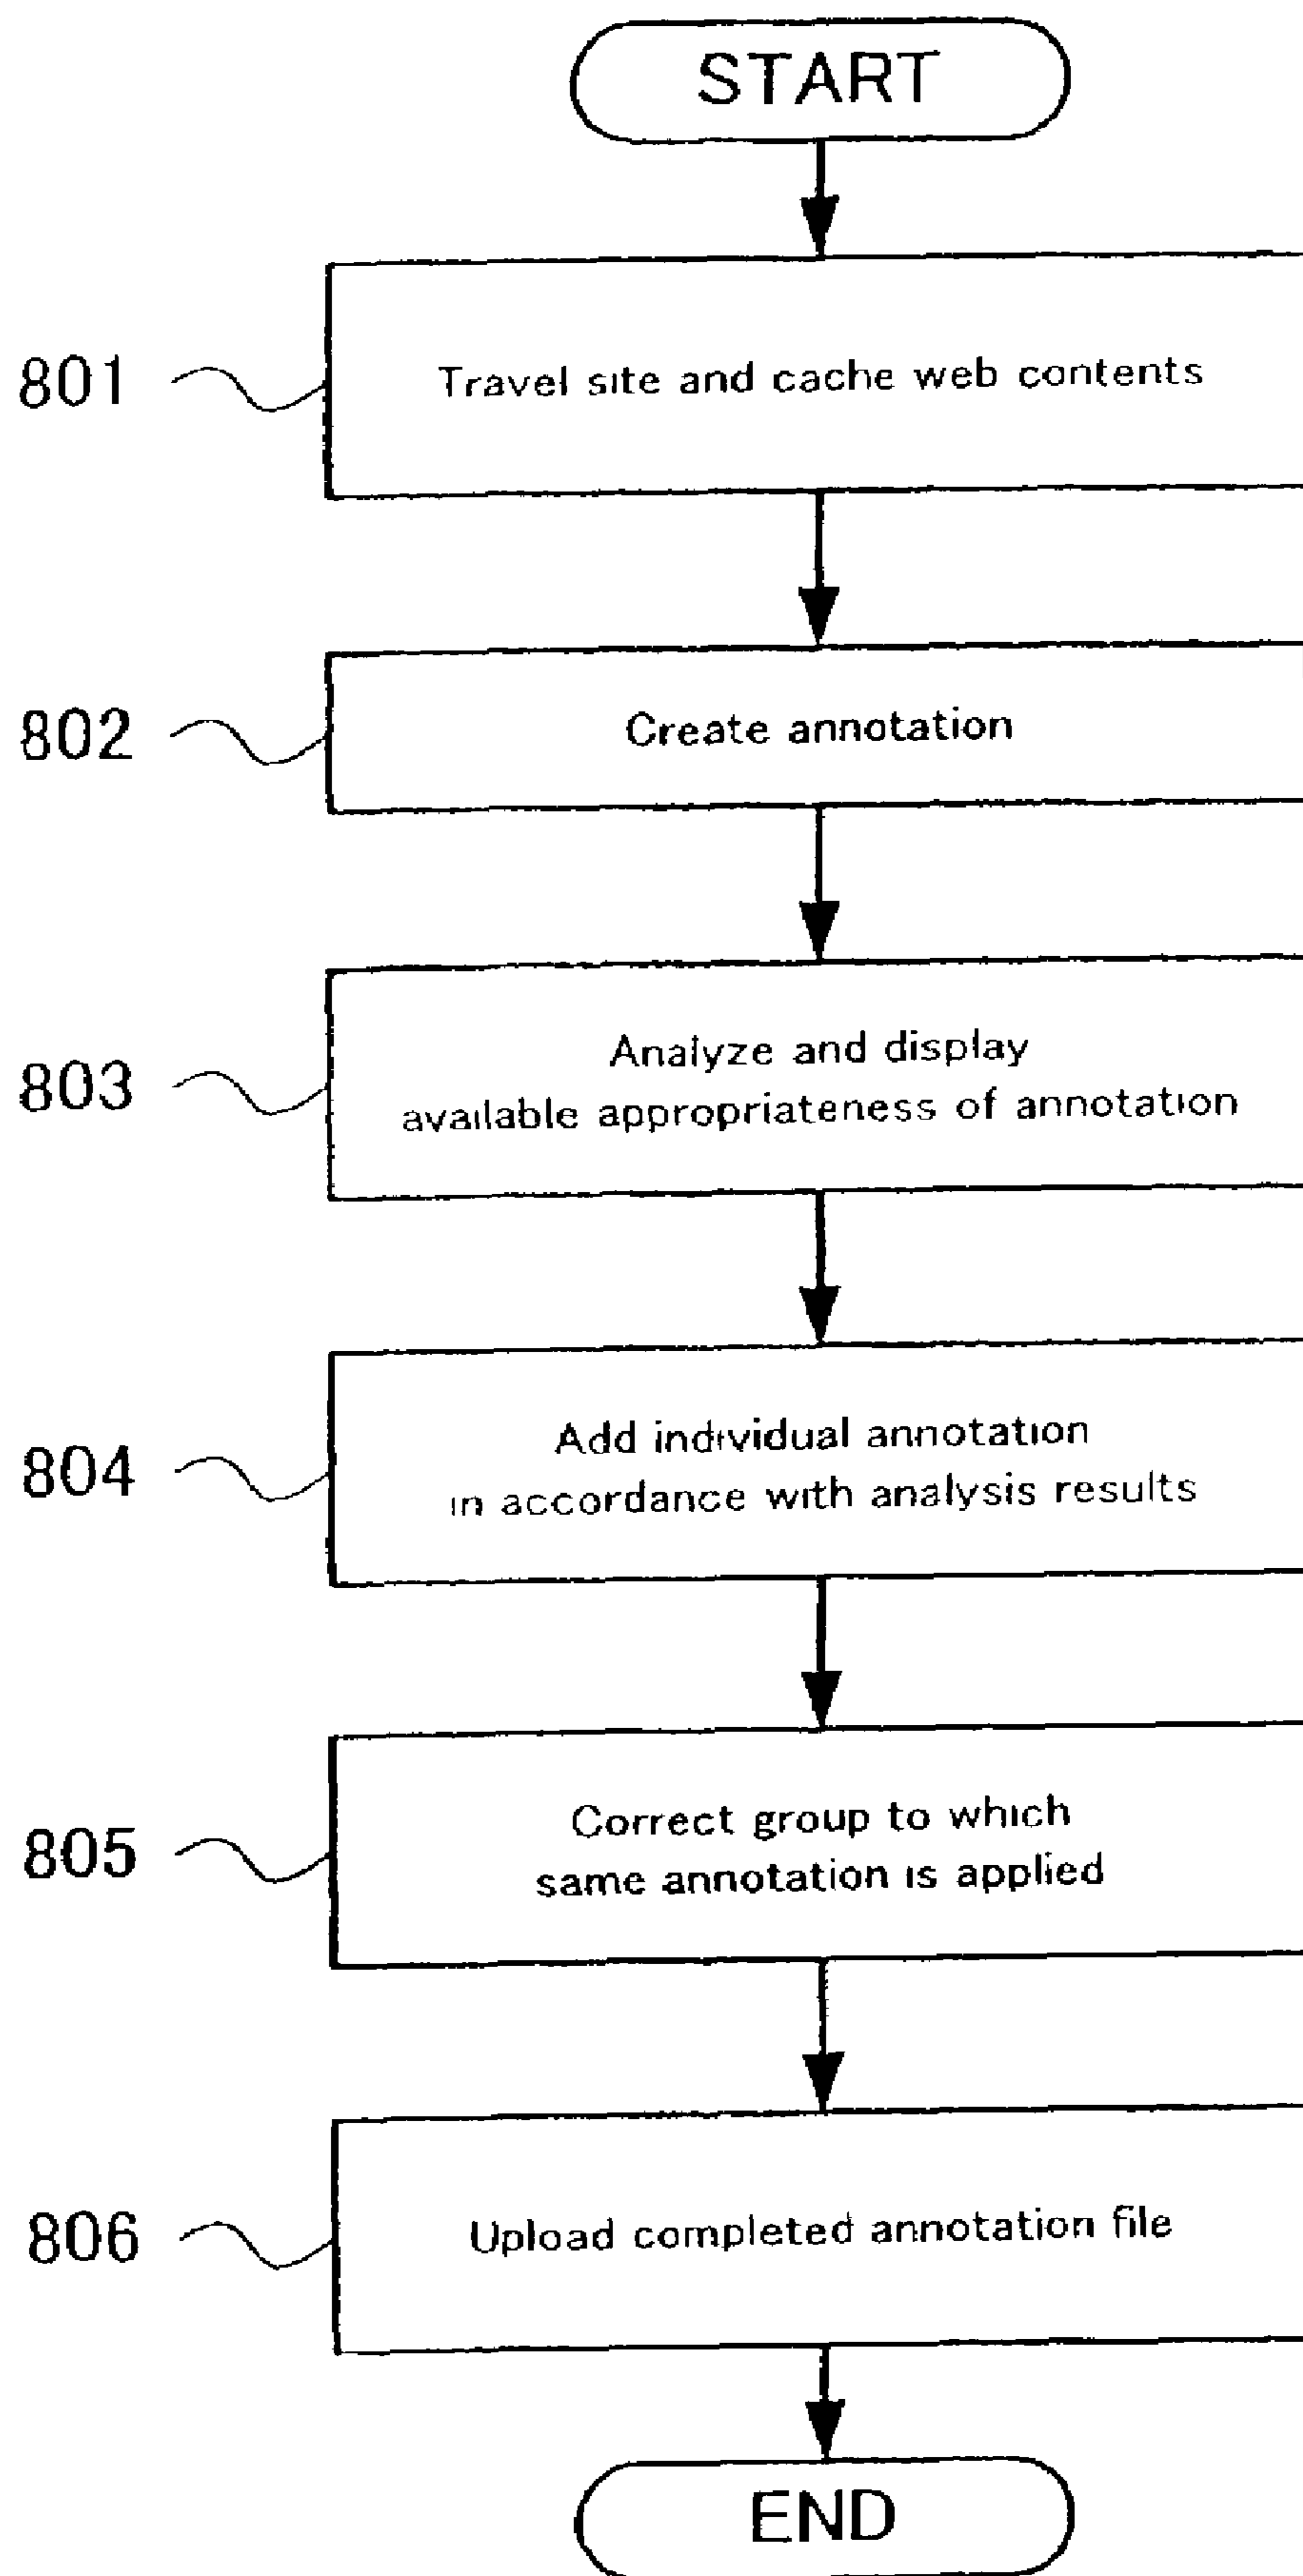 START
801
Travel site and cache web contents
802
Create annotation
803
Analyze and display
available appropriateness of annotation
804
Add individual annotation
in accordance with analysis results
805
Correct group to which
same annotation is applied
806
Upload completed annotation file
END